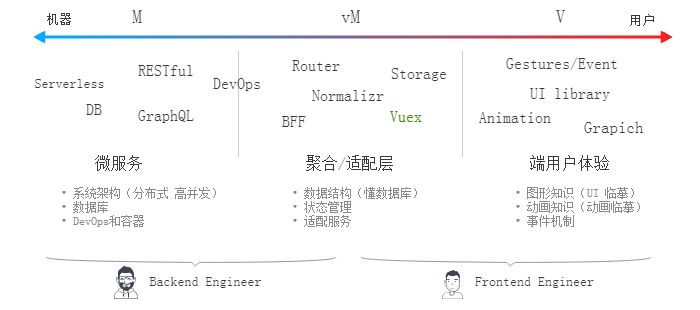 机器 M vM V 用户
Serverless RESTful DevOps Router Storage Gestures/Event
DB GraphQL Normalizr UI library
BFF Vuex Animation Grapich
微服务 聚合/适配层 端用户体验
• 系统架构（分布式 高并发） • 数据结构（懂数据库） • 图形知识（UI 临摹）
• 数据库 • 状态管理 • 动画知识（动画临摹）
• DevOps和容器 • 适配服务 • 事件机制
Backend Engineer Frontend Engineer